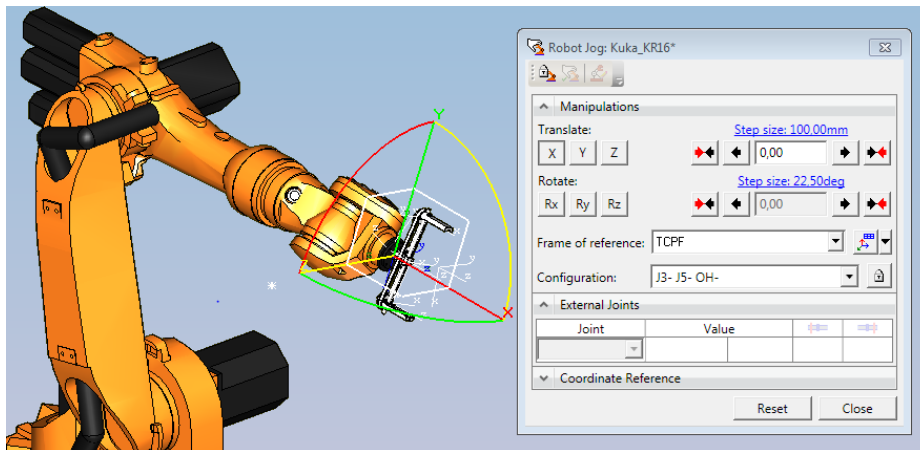 Robot Jog: Kuka_KR16*
Manipulations
Translate:
Step size: 100,00mm
X Y Z
0,00
Rotate:
Step size: 22,50deg
Rx Ry Rz
0,00
Frame of reference: TCPF
Configuration: J3- J5- OH-
External Joints
Joint Value
Coordinate Reference
Reset Close
Y
X